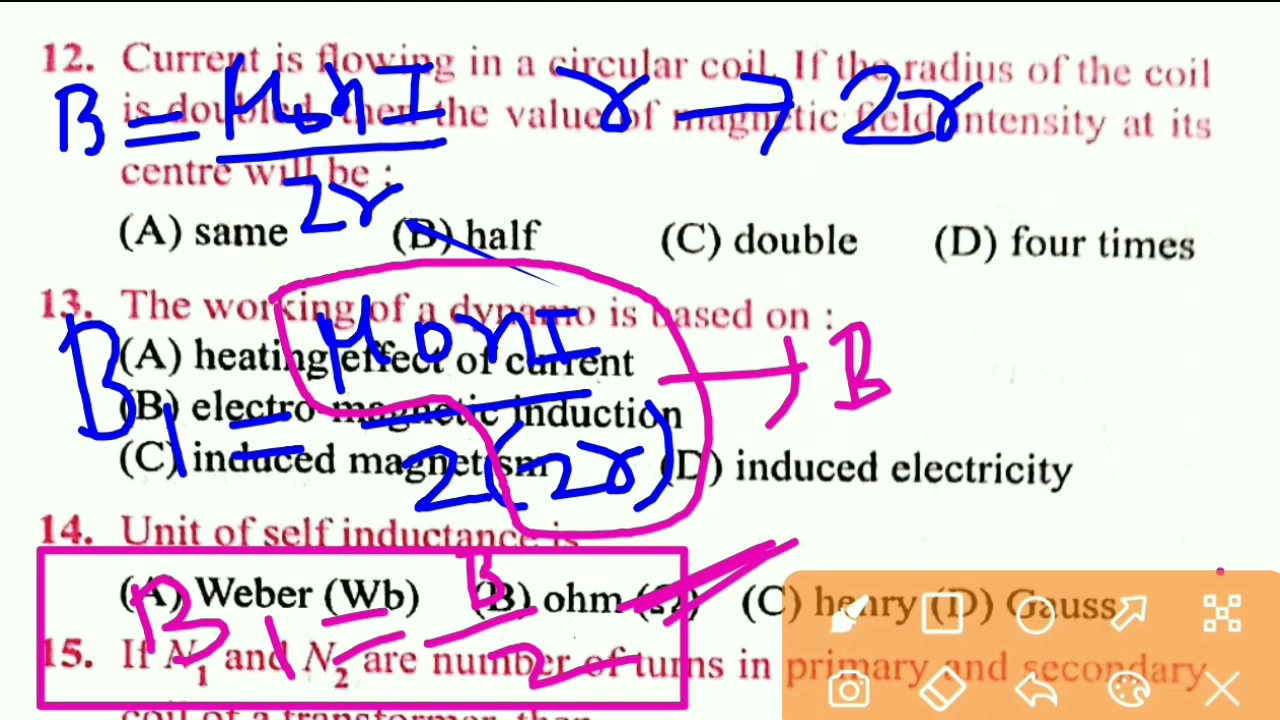 12. Current is flowing in a circular coil. If the radius of the coil
is doubled then the value of magnetic field intensity at its
centre will be :
B = μ₀nI / 2r
r → 2r
(A) same (B) half (C) double (D) four times
13. The working of a dynamo is based on :
(A) heating effect of current
(B) electro magnetic induction
(C) induced magnetism (D) induced electricity
B₁ = μ₀nI / 2(2r) → B
14. Unit of self inductance is
(A) Weber (Wb) (B) ohm (Ω) (C) henry (D) Gauss
B₁ = B / 2
15. If N₁ and N₂ are number of turns in primary and secondary
coil of a transformer, then